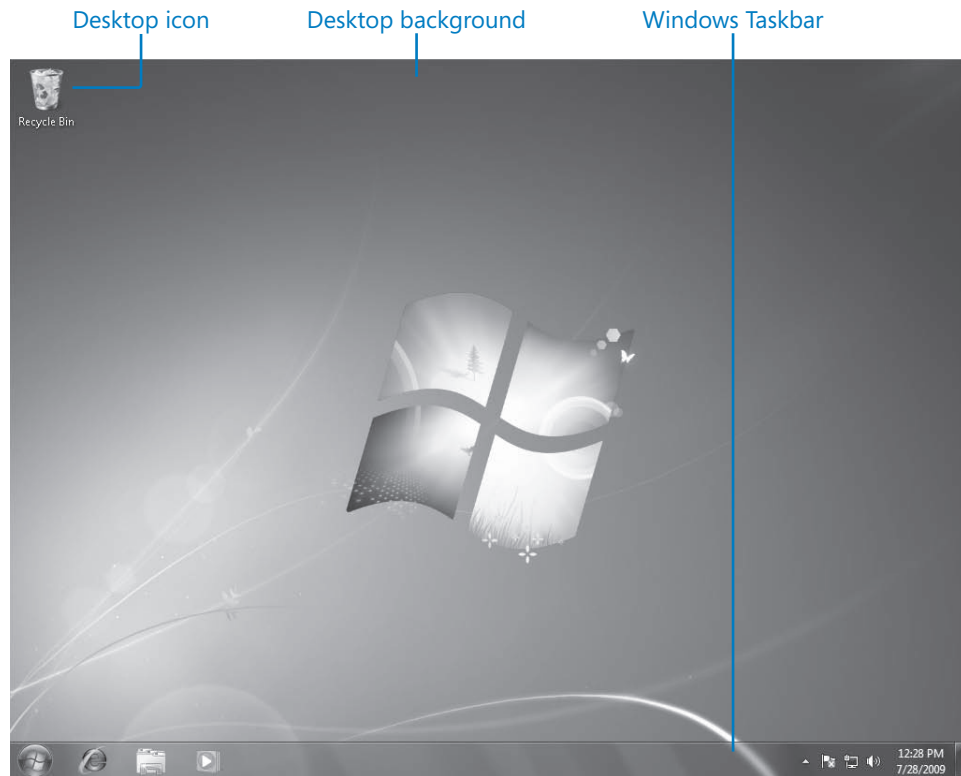 Desktop icon Desktop background Windows Taskbar
Recycle Bin
12:28 PM
7/28/2009